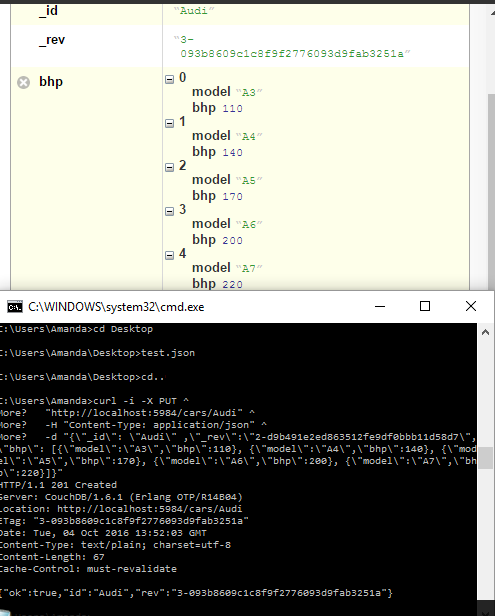 _id "Audi"
_rev "3-
093b8609c1c8f9f2776093d9fab3251a"
bhp 0
model "A3"
bhp 110
1
model "A4"
bhp 140
2
model "A5"
bhp 170
3
model "A6"
bhp 200
4
model "A7"
bhp 220
C:\WINDOWS\system32\cmd.exe
C:\Users\Amanda>cd Desktop
C:\Users\Amanda\Desktop>test.json
C:\Users\Amanda\Desktop>cd..
C:\Users\Amanda>curl -i -X PUT ^
More? "http://localhost:5984/cars/Audi" ^
More? -H "Content-Type: application/json" ^
More? -d "{\"_id\": \"Audi\" ,\"_rev\":\"2-d9b491e2ed863512fe9df0bbb11d58d7\",
\"bhp\": [{\"model\":\"A3\",\"bhp\":110}, {\"model\":\"A4\",\"bhp\":140}, {\"mod
el\":\"A5\",\"bhp\":170}, {\"model\":\"A6\",\"bhp\":200}, {\"model\":\"A7\",\"bh
p\":220}]}"
HTTP/1.1 201 Created
Server: CouchDB/1.6.1 (Erlang OTP/R14B04)
Location: http://localhost:5984/cars/Audi
ETag: "3-093b8609c1c8f9f2776093d9fab3251a"
Date: Tue, 04 Oct 2016 13:52:03 GMT
Content-Type: text/plain; charset=utf-8
Content-Length: 67
Cache-Control: must-revalidate
{"ok":true,"id":"Audi","rev":"3-093b8609c1c8f9f2776093d9fab3251a"}